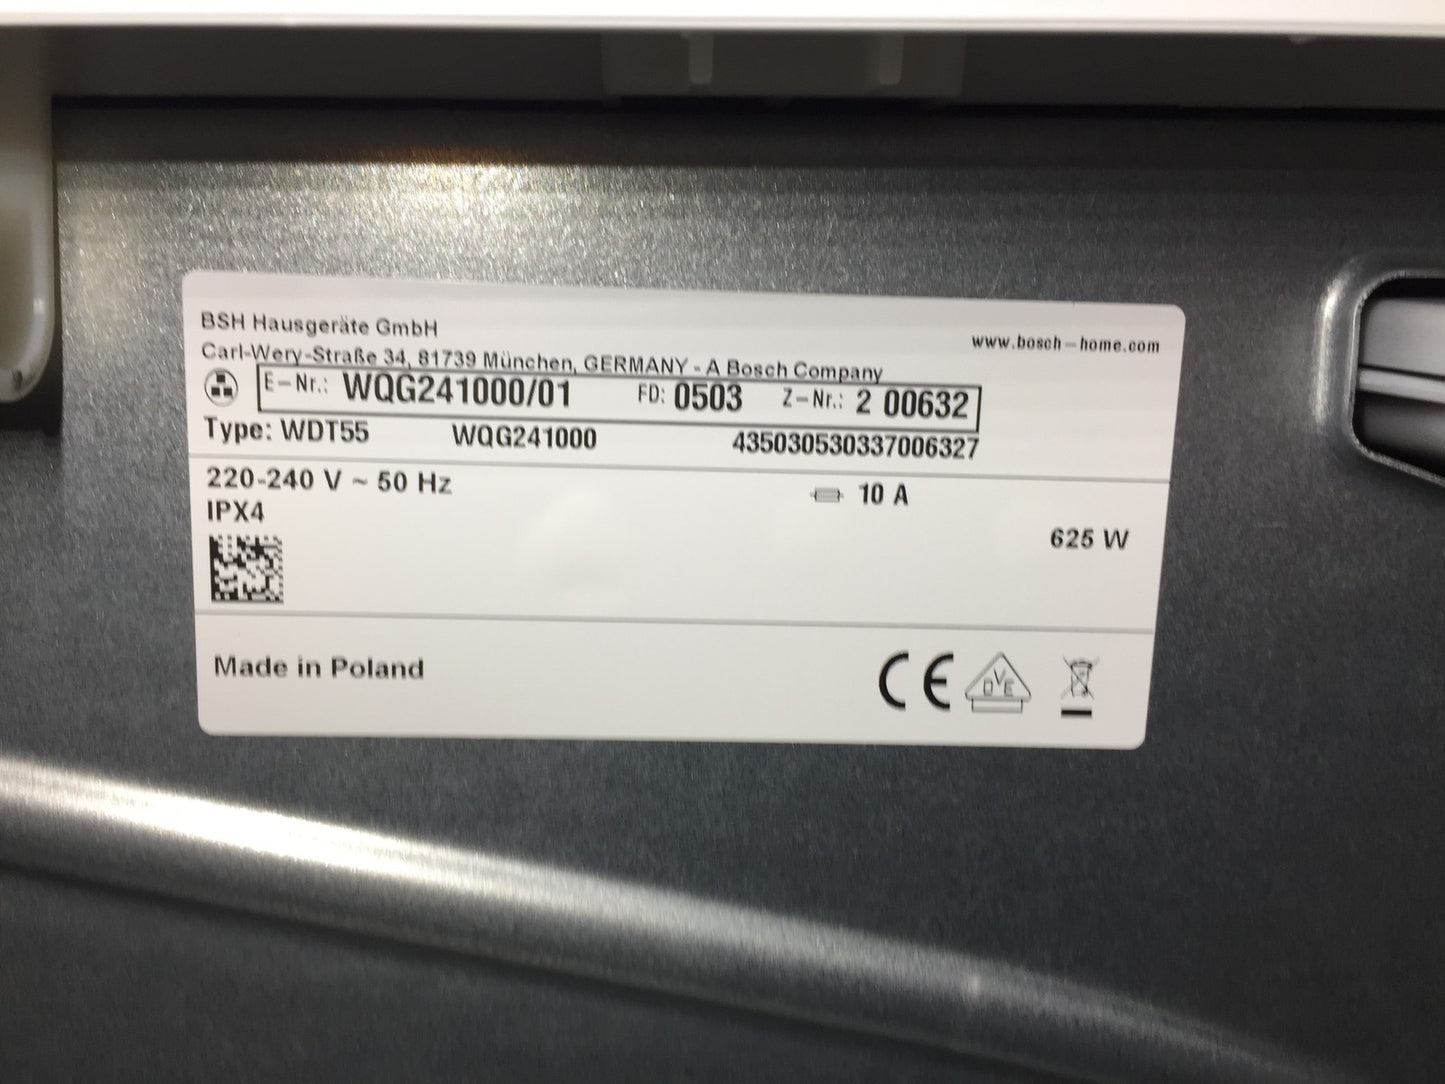 BSH Hausgeräte GmbH
www.bosch-home.com
Carl-Wery-Straße 34, 81739 München, GERMANY - A Bosch Company
E-Nr.: WQG241000/01 FD: 0503 Z-Nr.: 2 00632
Type: WDT55 WQG241000 435030530337006327
220-240 V ~ 50 Hz 10 A
IPX4
625 W
Made in Poland
CE DVE